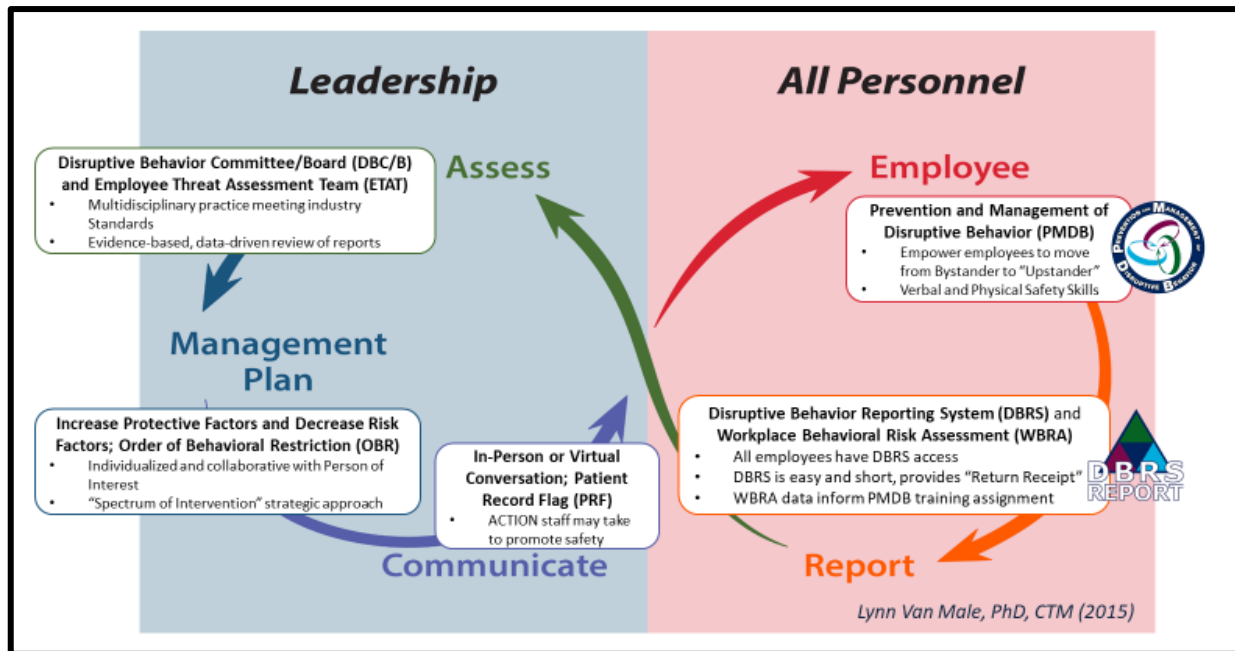 Leadership
All Personnel
Disruptive Behavior Committee/Board (DBC/B)
and Employee Threat Assessment Team (ETAT)
• Multidisciplinary practice meeting industry
Standards
• Evidence-based, data-driven review of reports
Assess
Management
Plan
Increase Protective Factors and Decrease Risk
Factors; Order of Behavioral Restriction (OBR)
• Individualized and collaborative with Person of
Interest
• “Spectrum of Intervention” strategic approach
In-Person or Virtual
Conversation; Patient
Record Flag (PRF)
• ACTION staff may take
to promote safety
Communicate
Employee
Prevention and Management of
Disruptive Behavior (PMDB)
• Empower employees to move
from Bystander to “Upstander”
• Verbal and Physical Safety Skills
PREVENTION AND MANAGEMENT OF
DISRUPTIVE BEHAVIOR
Disruptive Behavior Reporting System (DBRS) and
Workplace Behavioral Risk Assessment (WBRA)
• All employees have DBRS access
• DBRS is easy and short, provides “Return Receipt”
• WBRA data inform PMDB training assignment
DBRS
REPORT
Report
Lynn Van Male, PhD, CTM (2015)